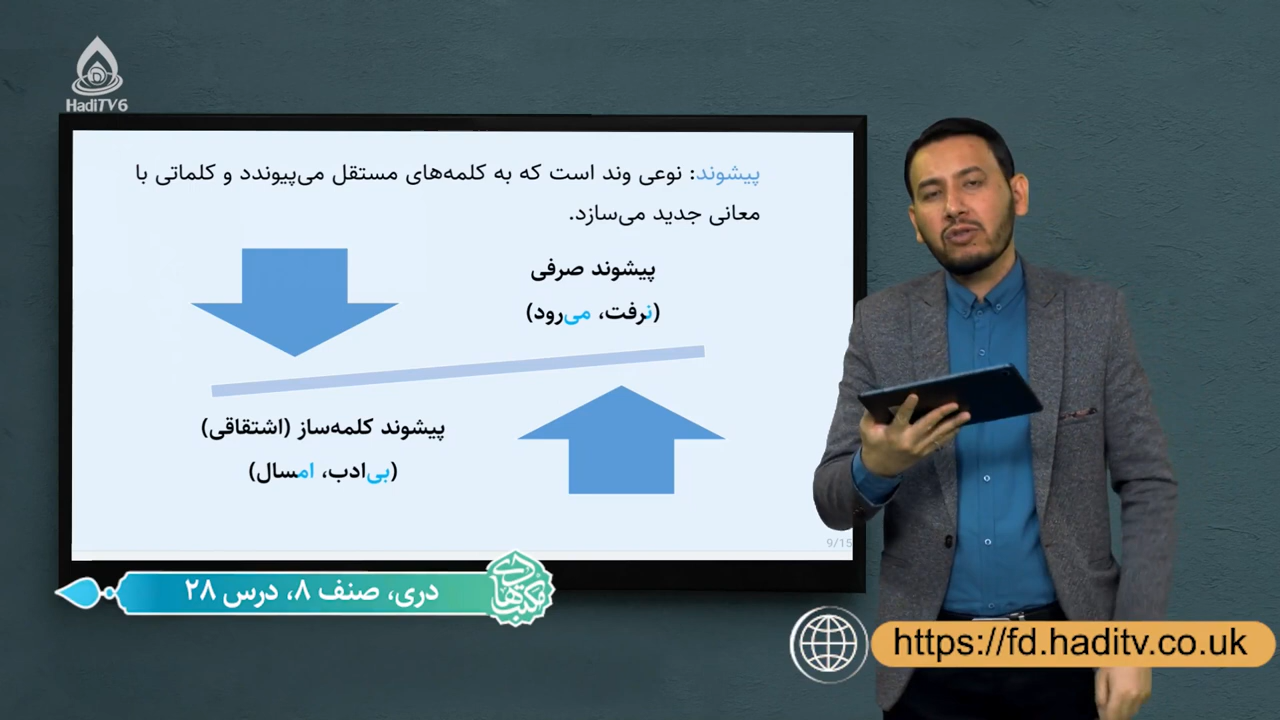 HadiTV6
پیشوند: نوعی وند است که به کلمه‌های مستقل می‌پیوندد و کلماتی با
معانی جدید می‌سازد.
پیشوند صرفی
(نرفت، می‌رود)
پیشوند کلمه‌ساز (اشتقاقی)
(بی‌ادب، امسال)
9/15
دری، صنف ۸، درس ۲۸
مکتب هادی
https://fd.haditv.co.uk